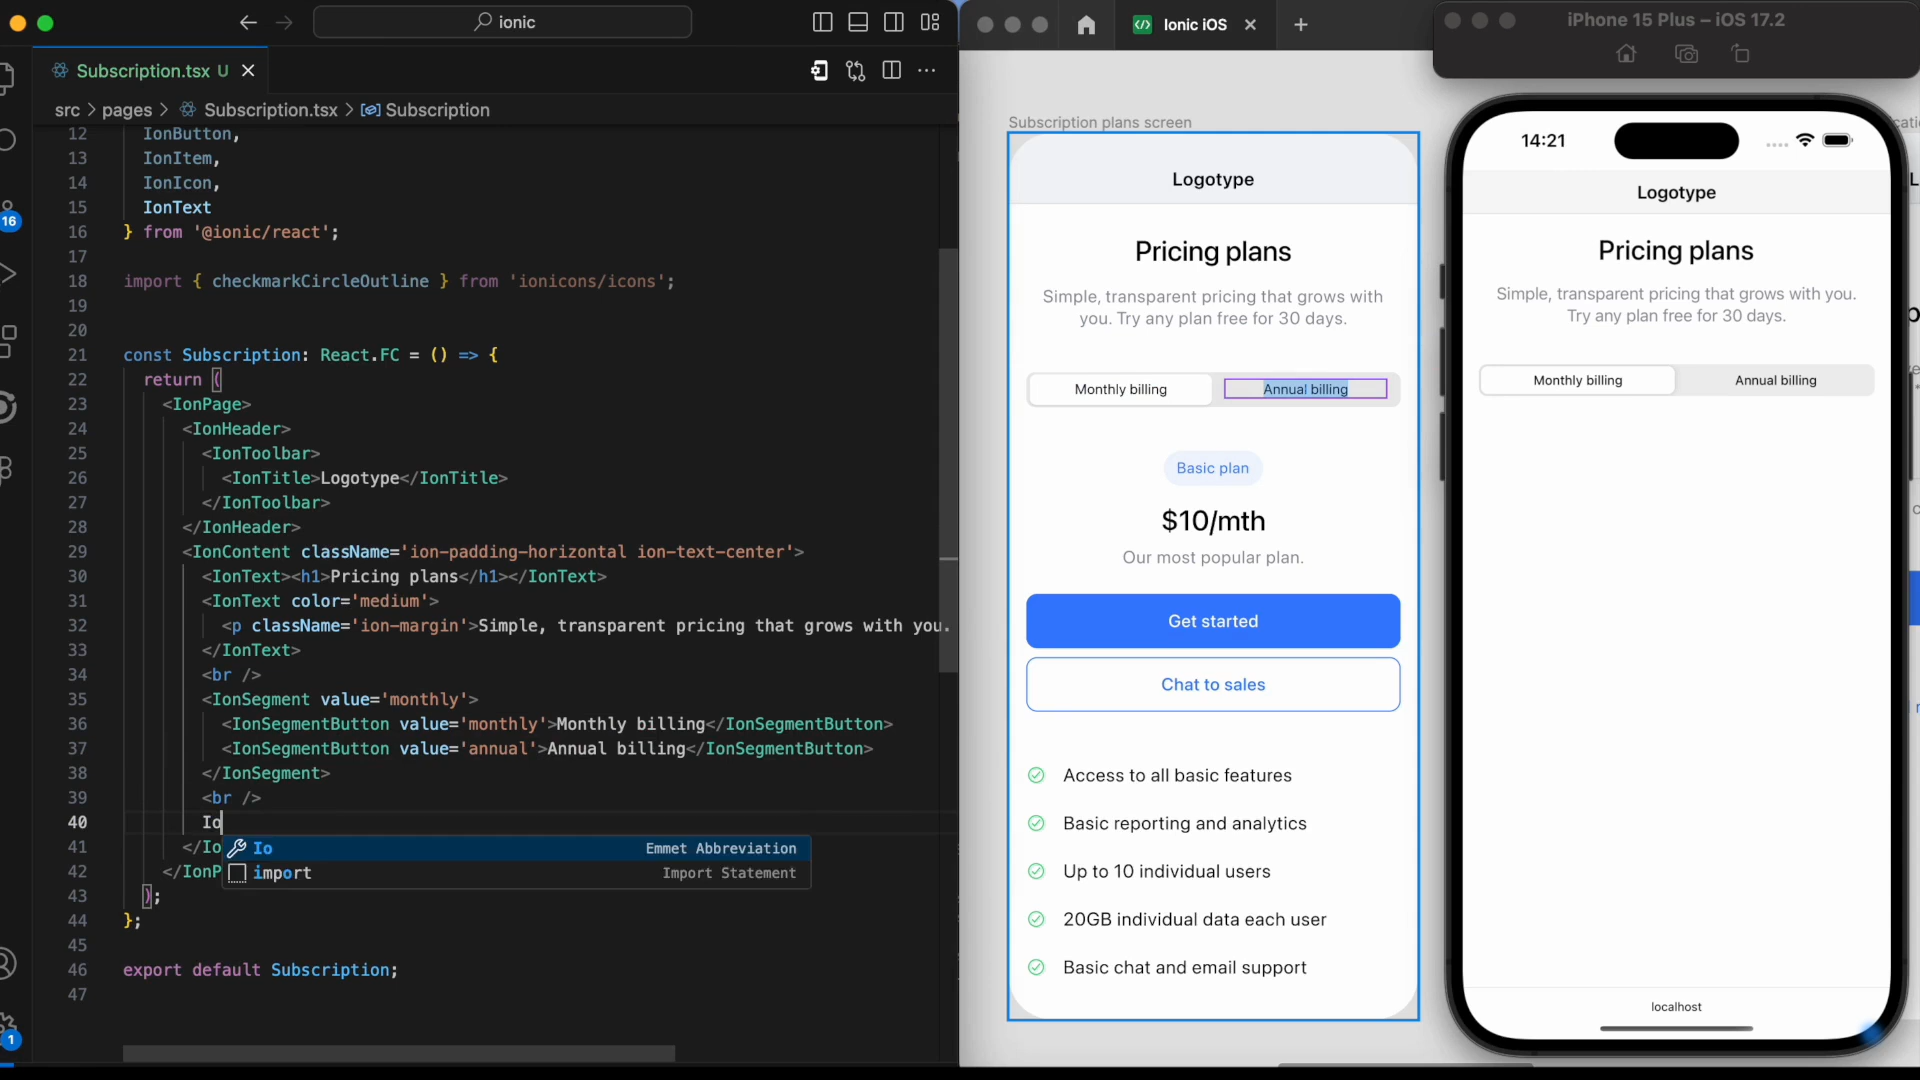 ionic
Subscription.tsx U
src > pages > Subscription.tsx > Subscription
12 IonButton,
13 IonItem,
14 IonIcon,
15 IonText
16 } from '@ionic/react';
17
18 import { checkmarkCircleOutline } from 'ionicons/icons';
19
20
21 const Subscription: React.FC = () => {
22 return (
23 <IonPage>
24 <IonHeader>
25 <IonToolbar>
26 <IonTitle>Logotype</IonTitle>
27 </IonToolbar>
28 </IonHeader>
29 <IonContent className='ion-padding-horizontal ion-text-center'>
30 <IonText><h1>Pricing plans</h1></IonText>
31 <IonText color='medium'>
32 <p className='ion-margin'>Simple, transparent pricing that grows with you.
33 </IonText>
34 <br />
35 <IonSegment value='monthly'>
36 <IonSegmentButton value='monthly'>Monthly billing</IonSegmentButton>
37 <IonSegmentButton value='annual'>Annual billing</IonSegmentButton>
38 </IonSegment>
39 <br />
40 Io
41 </Io
42 </IonP
43 );
44 };
45
46 export default Subscription;
47
Io Emmet Abbreviation
import Import Statement
16
1
Ionic iOS
Subscription plans screen
Logotype
Pricing plans
Simple, transparent pricing that grows with
you. Try any plan free for 30 days.
Monthly billing
Annual billing
Basic plan
$10/mth
Our most popular plan.
Get started
Chat to sales
Access to all basic features
Basic reporting and analytics
Up to 10 individual users
20GB individual data each user
Basic chat and email support
iPhone 15 Plus – iOS 17.2
14:21
Logotype
Pricing plans
Simple, transparent pricing that grows with you.
Try any plan free for 30 days.
Monthly billing
Annual billing
localhost